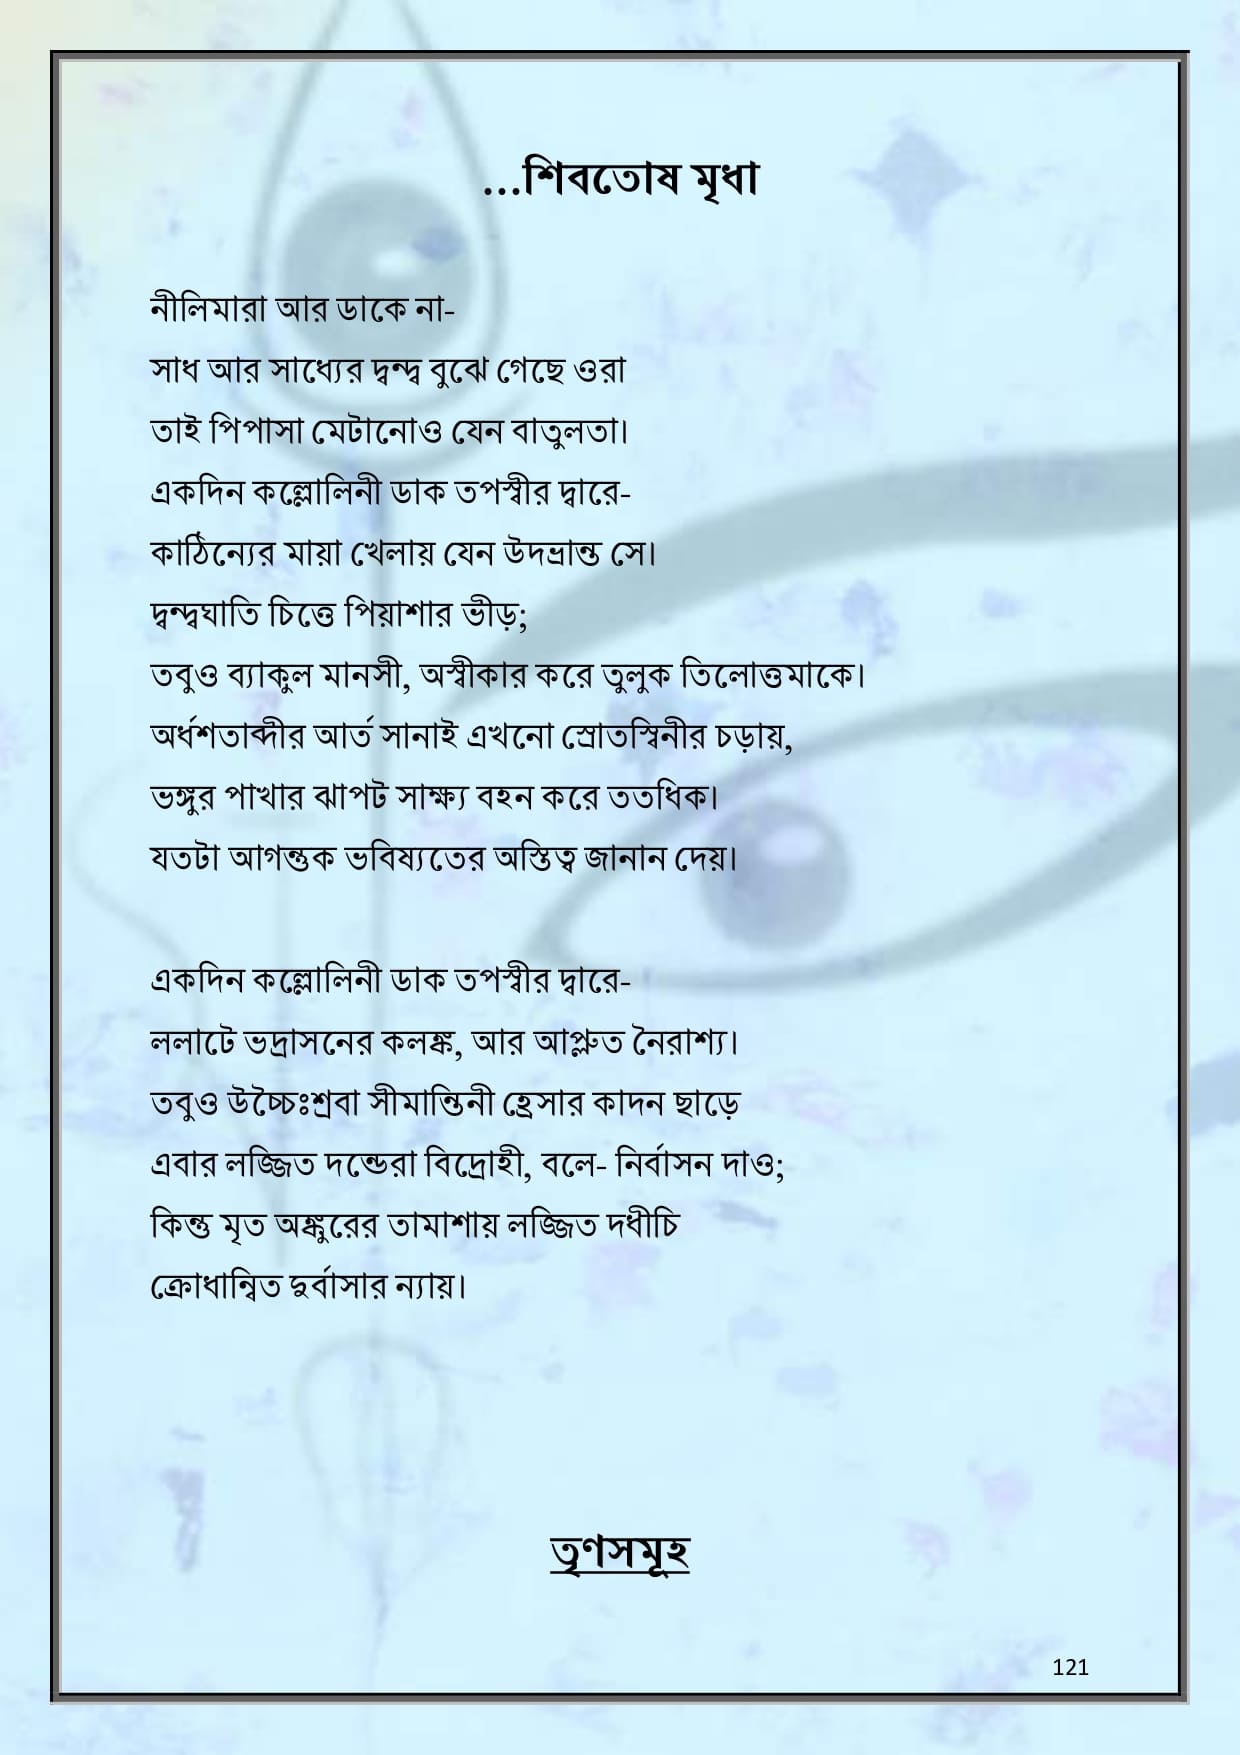 ...শিবতোষ মৃধা
নীলিমারা আর ডাকে না-
সাধ আর সাধ্যের দ্বন্দ্ব বুঝে গেছে ওরা
তাই পিপাসা মেটানোও যেন বাতুলতা।
একদিন কল্লোলিনী ডাক তপস্বীর দ্বারে-
কাঠিন্যের মায়া খেলায় যেন উদভ্রান্ত সে।
দ্বন্দ্বঘাতি চিত্তে পিয়াশার ভীড়;
তবুও ব্যাকুল মানসী, অস্বীকার করে তুলুক তিলোত্তমাকে।
অর্ধশতাব্দীর আর্ত সানাই এখনো স্রোতস্বিনীর চড়ায়,
ভঙ্গুর পাখার ঝাপট সাক্ষ্য বহন করে ততধিক।
যতটা আগন্তুক ভবিষ্যতের অস্তিত্ব জানান দেয়।
একদিন কল্লোলিনী ডাক তপস্বীর দ্বারে-
ললাটে ভদ্রাসনের কলঙ্ক, আর আপ্লুত নৈরাশ্য।
তবুও উচ্চৈঃশ্রবা সীমান্তিনী হ্রেসার কাদন ছাড়ে
এবার লজ্জিত দন্ডেরা বিদ্রোহী, বলে- নির্বাসন দাও;
কিন্তু মৃত অঙ্কুরের তামাশায় লজ্জিত দধীচি
ক্রোধান্বিত দুর্বাসার ন্যায়।
তৃণসমূহ
121